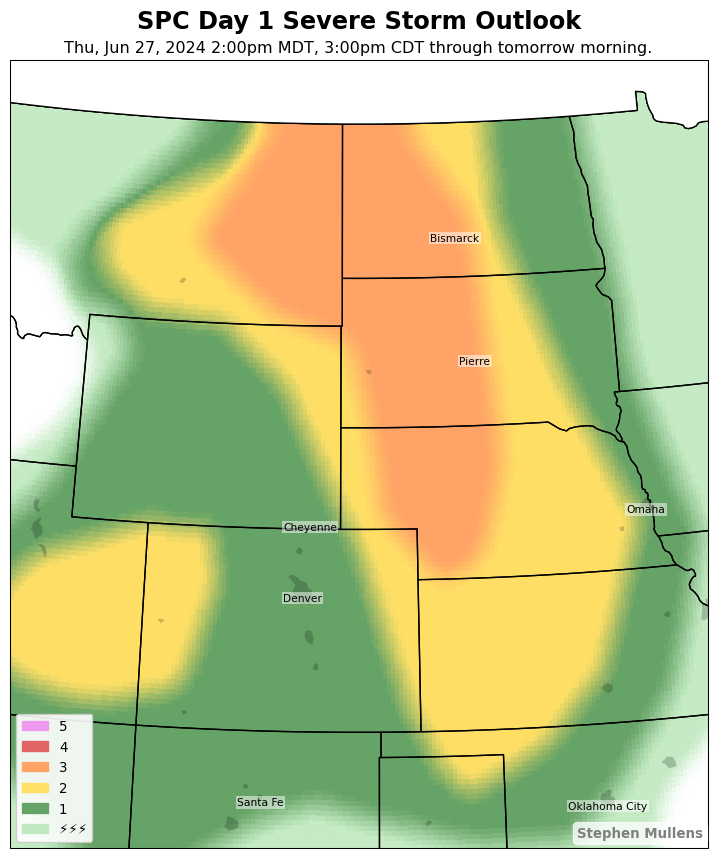 SPC Day 1 Severe Storm Outlook
Thu, Jun 27, 2024 2:00pm MDT, 3:00pm CDT through tomorrow morning.
Bismarck
Pierre
Omaha
Cheyenne
Denver
5
4
3
2
1
⚡⚡⚡
Santa Fe
Oklahoma City
Stephen Mullens